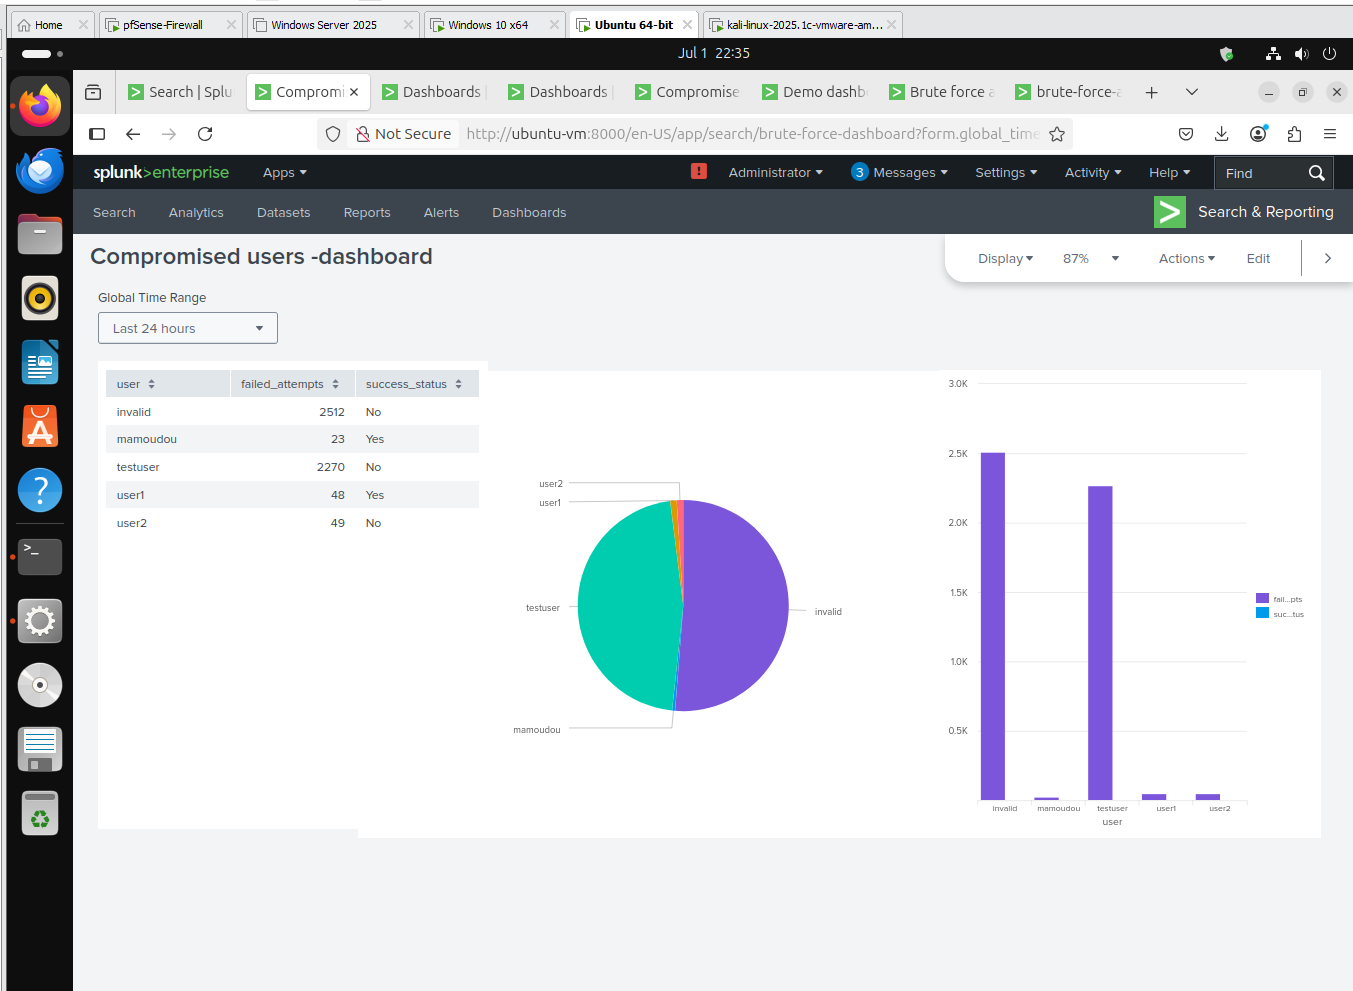 Home
pfSense-Firewall
Windows Server 2025
Windows 10 x64
Ubuntu 64-bit
kali-linux-2025.1c-vmware-am...
Jul 1 22:35
Search | Splu
Compromi
Dashboards
Dashboards
Compromise
Demo dashb
Brute force a
brute-force-a
Not Secure
http://ubuntu-vm:8000/en-US/app/search/brute-force-dashboard?form.global_time
splunk>enterprise
Apps
!
Administrator
3 Messages
Settings
Activity
Help
Find
Search
Analytics
Datasets
Reports
Alerts
Dashboards
> Search & Reporting
Compromised users -dashboard
Display
87%
Actions
Edit
Global Time Range
Last 24 hours
user failed_attempts success_status
invalid 2512 No
mamoudou 23 Yes
testuser 2270 No
user1 48 Yes
user2 49 No
user2
user1
testuser
invalid
mamoudou
3.0K
2.5K
2.0K
1.5K
1.0K
0.5K
invalid mamoudou testuser user1 user2
user
fail...pts
suc...tus